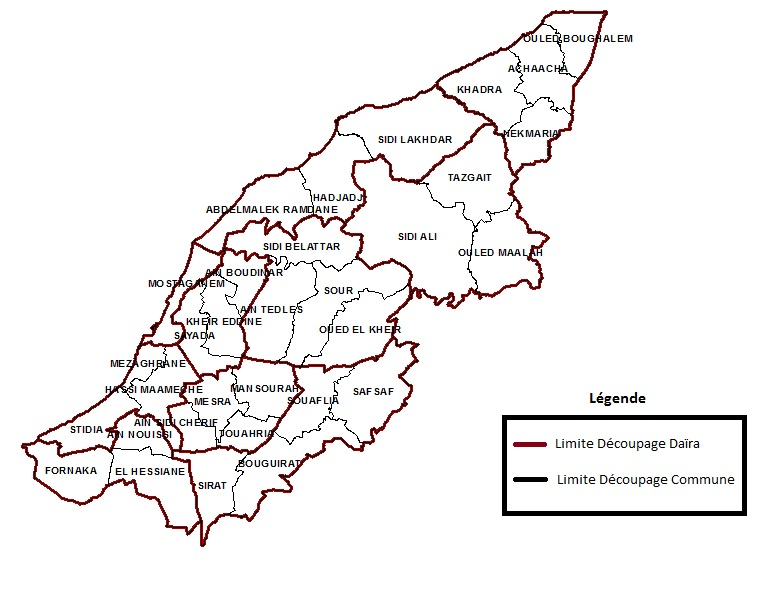 OULED BOUGHALEM
ACHAACHA
KHADRA
NEKMARIA
SIDI LAKHDAR
TAZGAIT
HADJADJ
ABDELMALEK RAMDANE
SIDI ALI
SIDI BELATTAR
OULED MAALAH
AIN BOUDINAR
MOSTAGANEM
SOUR
AIN TEDLES
KHEIR EDDINE
OUED EL KHEIR
SAYADA
MEZAGHRANE
HASSI MAAMECHE
MANSOURAH
SAFSAF
MESRA
SOUAFLIA
AIN SIDI CHERIF
STIDIA
AIN NOUISSI
TOUAHRIA
BOUGUIRAT
FORNAKA
EL HESSIANE
SIRAT
Légende
Limite Découpage Daïra
Limite Découpage Commune